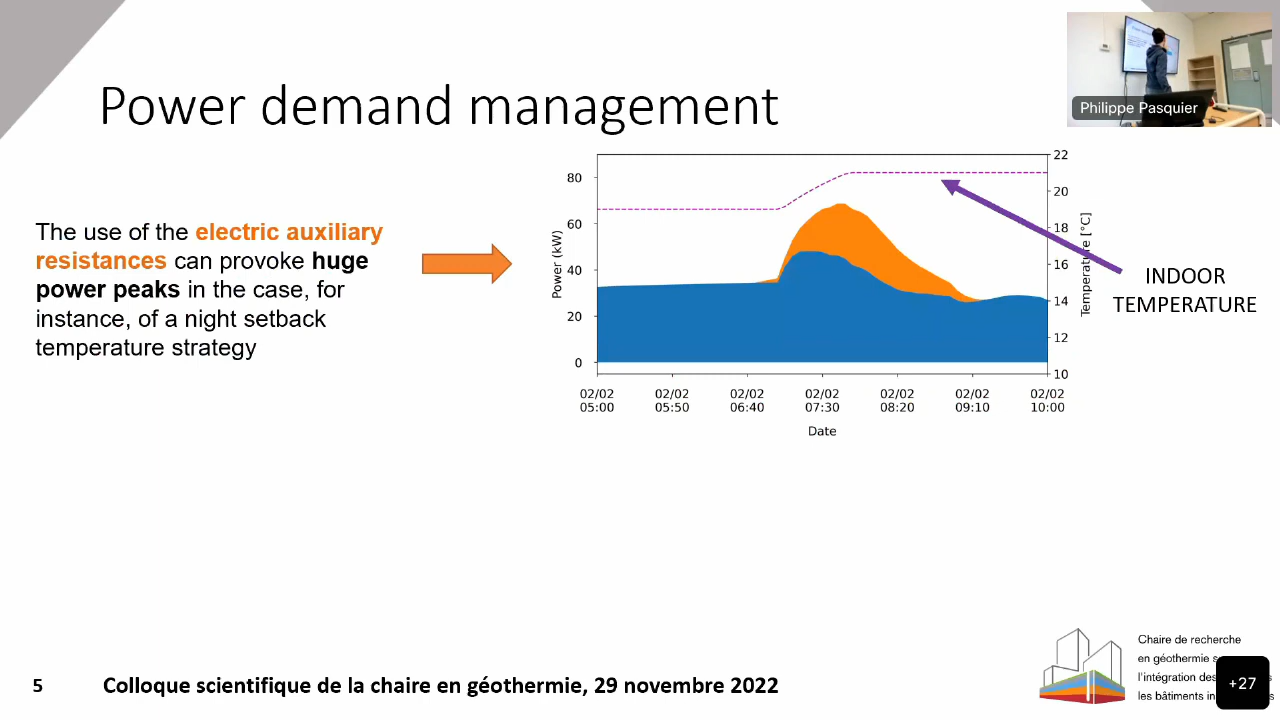 Power demand management
Philippe Pasquier
The use of the electric auxiliary
resistances can provoke huge
power peaks in the case, for
instance, of a night setback
temperature strategy
80
60
40
20
0
Power (kW)
22
20
18
16
14
12
10
Temperature [°C]
INDOOR
TEMPERATURE
02/02 02/02 02/02 02/02 02/02 02/02 02/02
05:00 05:50 06:40 07:30 08:20 09:10 10:00
Date
5
Colloque scientifique de la chaire en géothermie, 29 novembre 2022
Chaire de recherche
en géothermie
l'intégration des
les bâtiments
+27